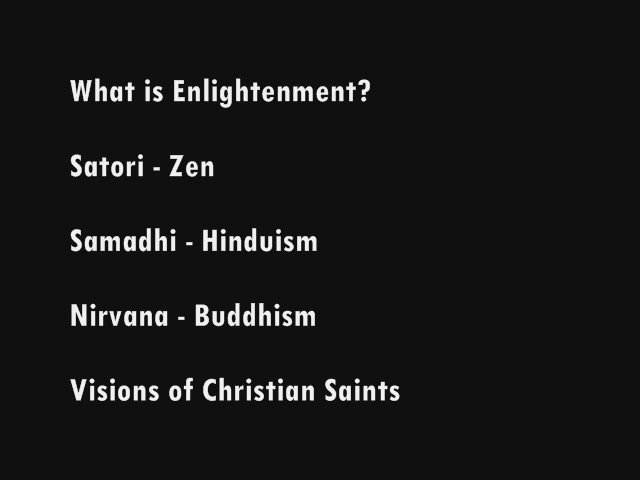 What is Enlightenment?
Satori - Zen
Samadhi - Hinduism
Nirvana - Buddhism
Visions of Christian Saints